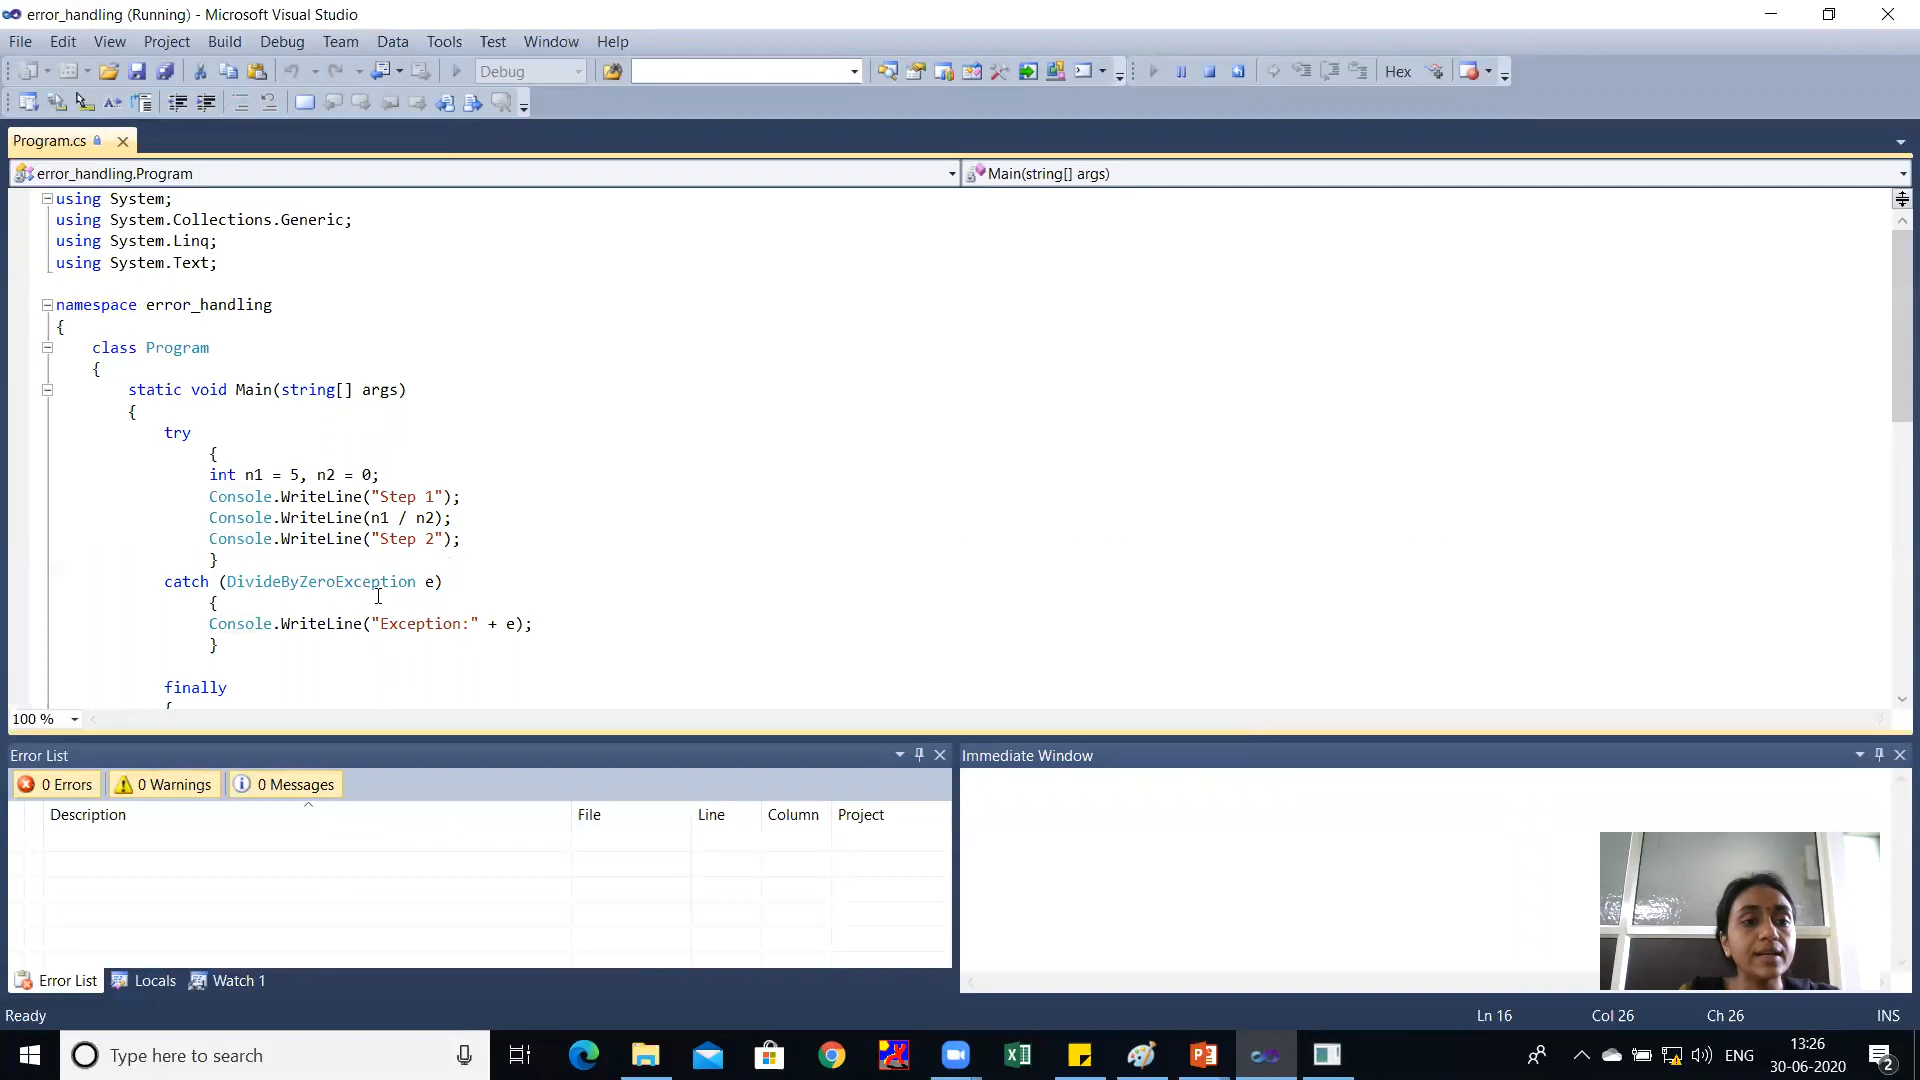 error_handling (Running) - Microsoft Visual Studio
File Edit View Project Build Debug Team Data Tools Test Window Help
Debug Hex
Program.cs
error_handling.Program Main(string[] args)
using System;
using System.Collections.Generic;
using System.Linq;
using System.Text;
namespace error_handling
{
class Program
{
static void Main(string[] args)
{
try
{
int n1 = 5, n2 = 0;
Console.WriteLine("Step 1");
Console.WriteLine(n1 / n2);
Console.WriteLine("Step 2");
}
catch (DivideByZeroException e)
{
Console.WriteLine("Exception:" + e);
}
finally
{
100 %
Error List
0 Errors 0 Warnings 0 Messages
Description File Line Column Project
Immediate Window
Error List Locals Watch 1
Ready Ln 16 Col 26 Ch 26 INS
Type here to search
ENG
13:26
30-06-2020
2